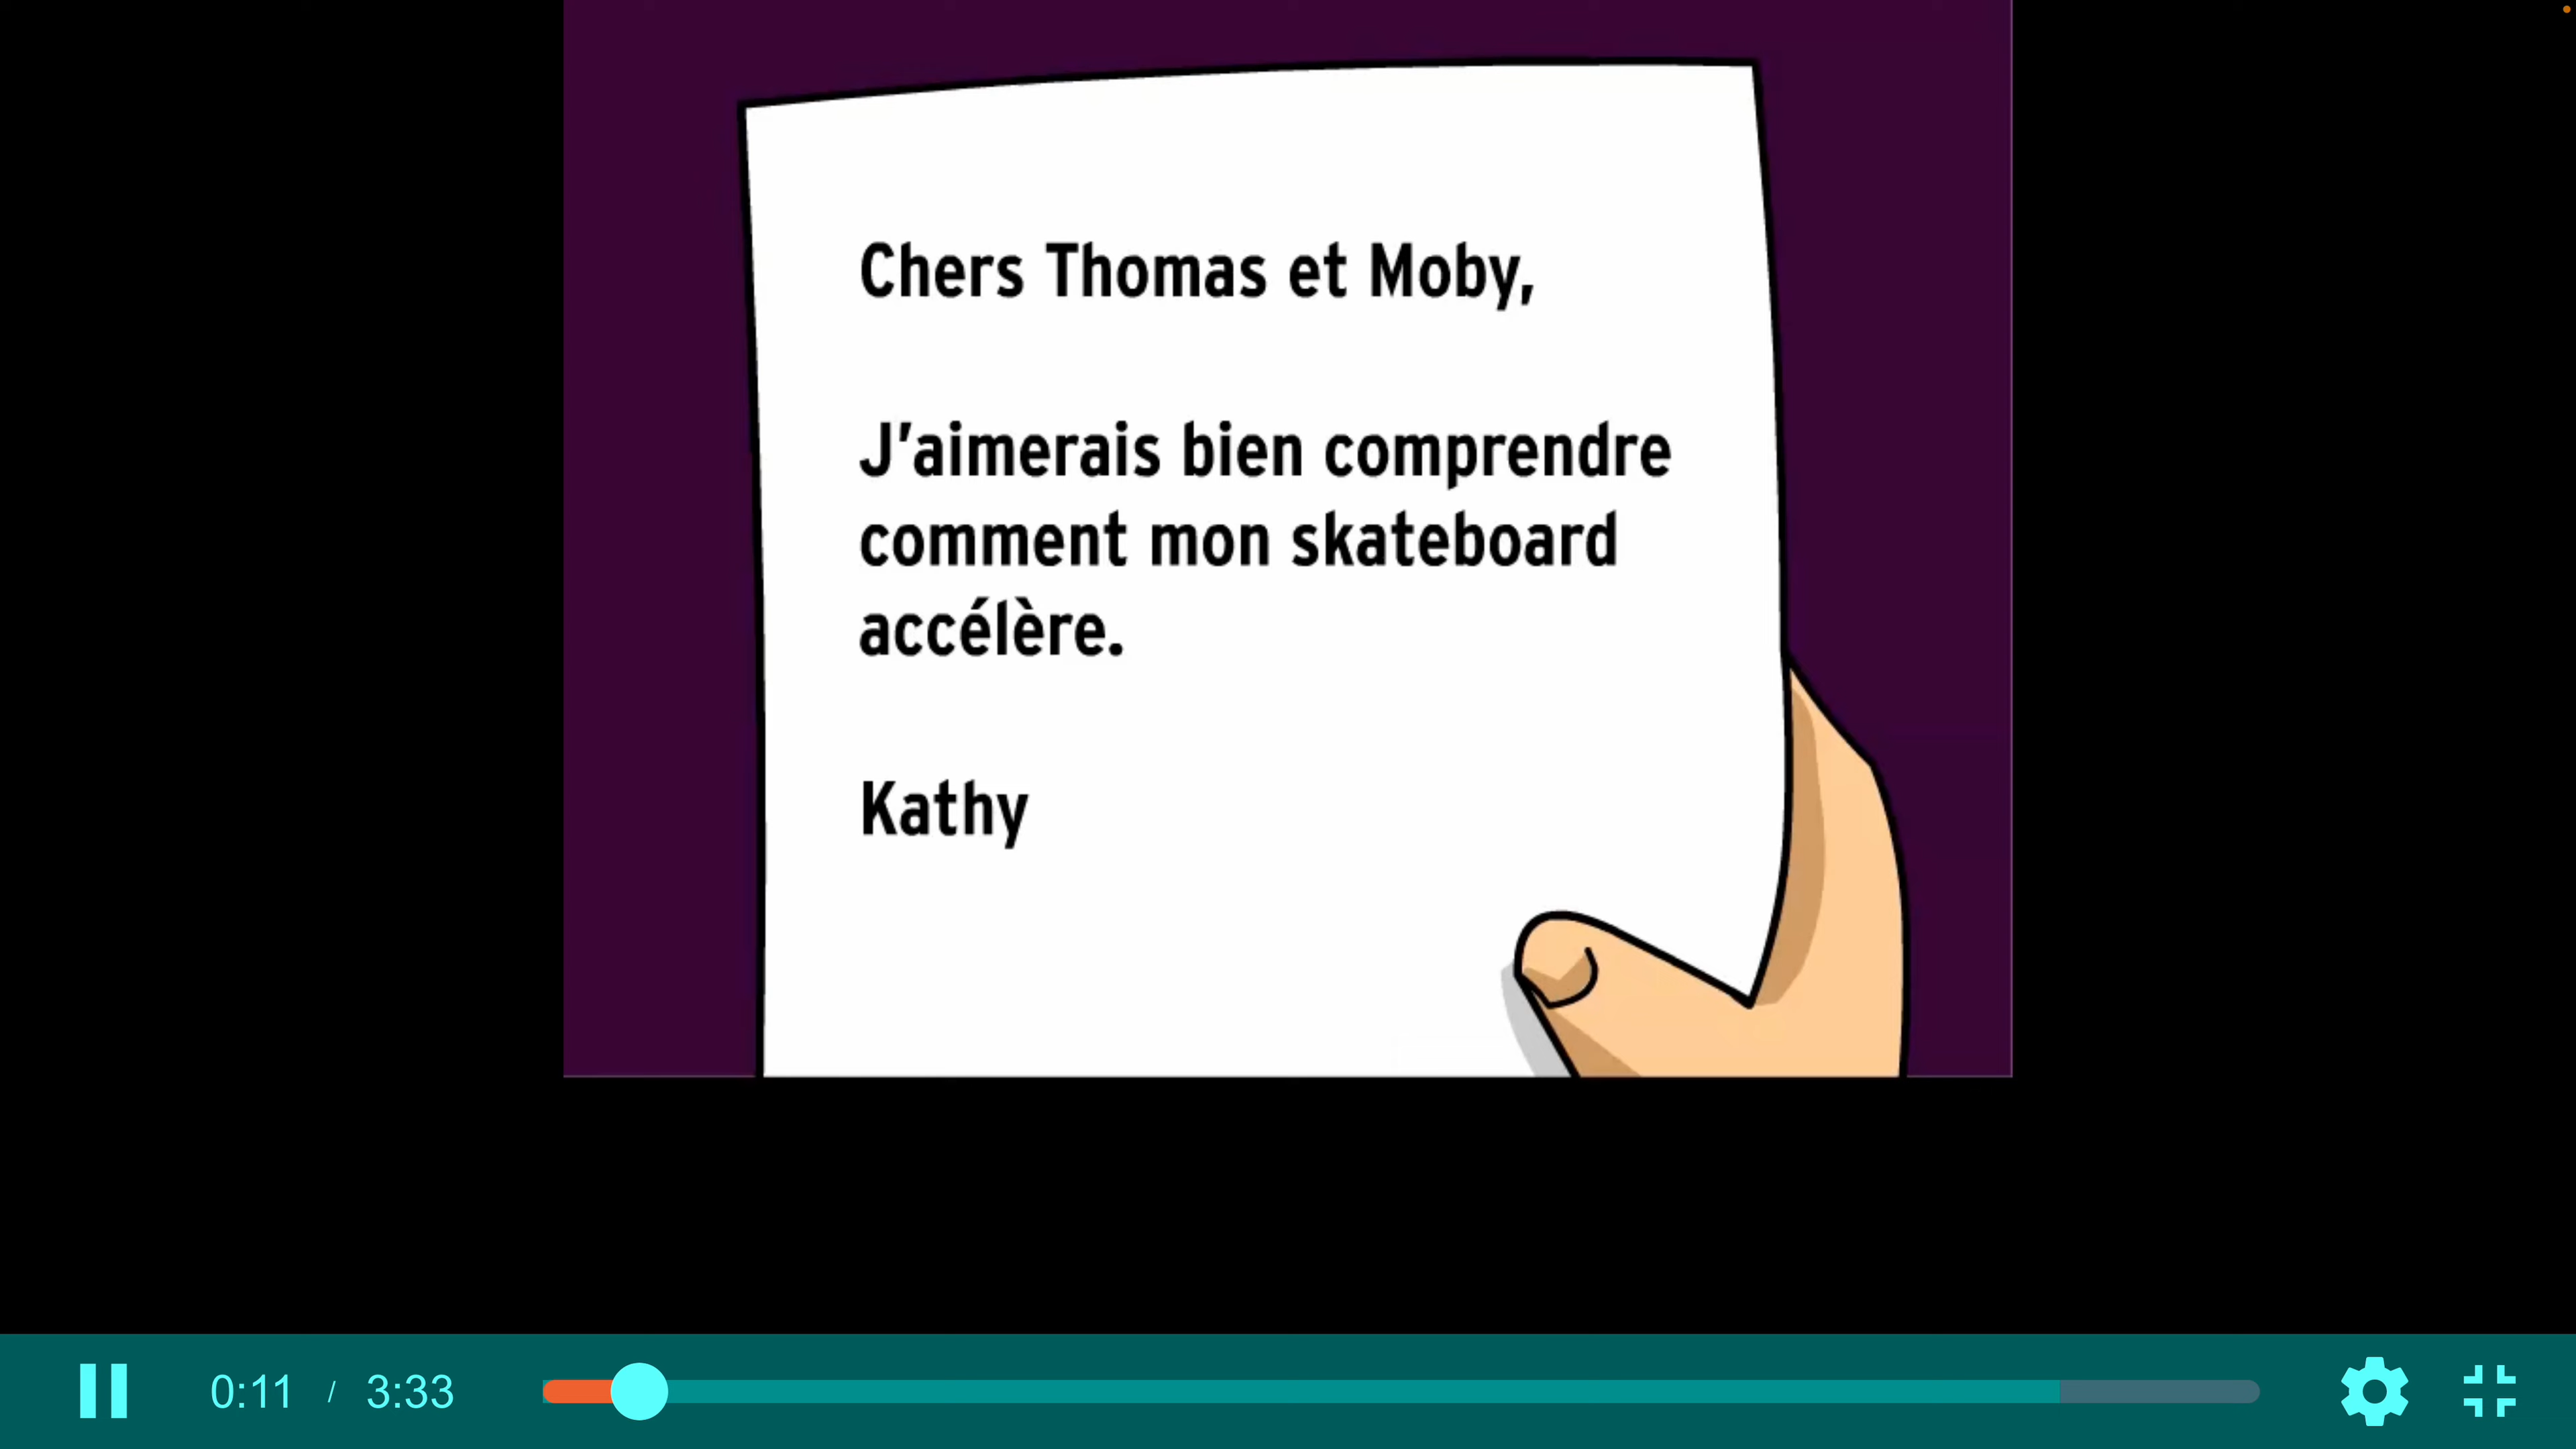 Chers Thomas et Moby,
J’aimerais bien comprendre
comment mon skateboard
accélère.
Kathy
0:11 / 3:33